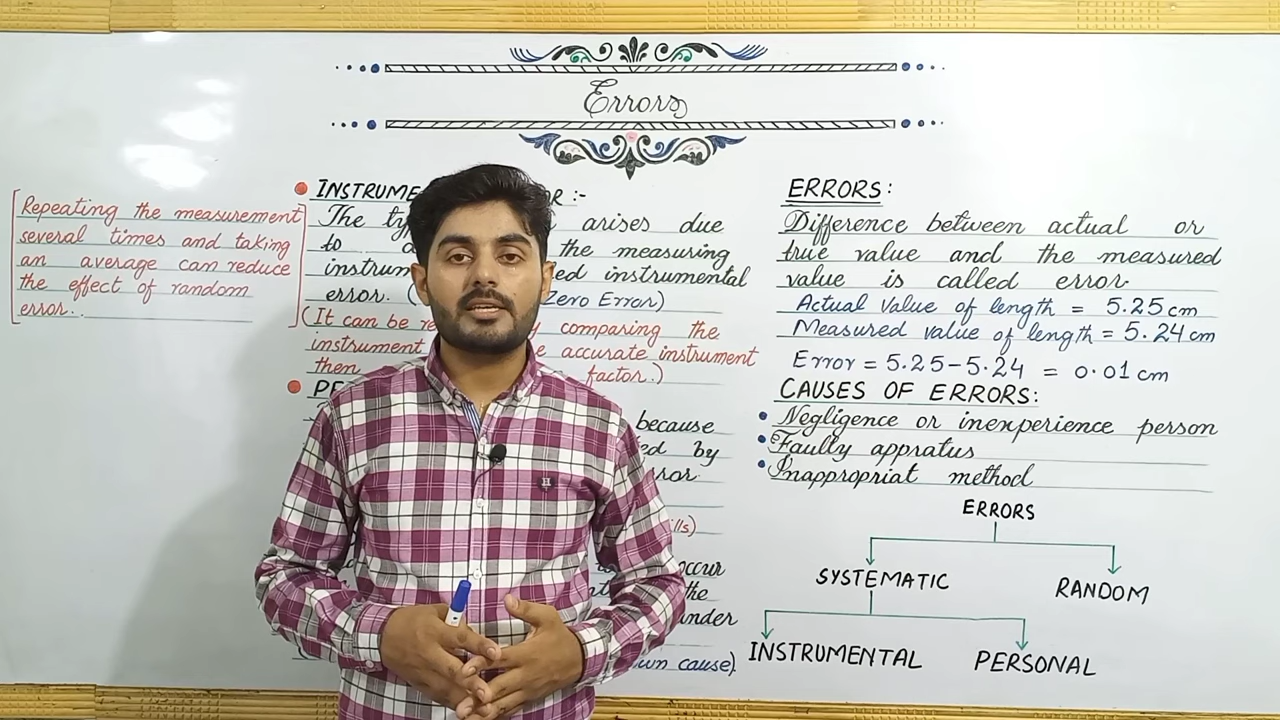 Errors
[Repeating the measurement
several times and taking
an average can reduce
the effect of random
error.]
INSTRUME R :-
The arises due
to the measuring
instrum ed instrumental
error. ( Zero Error)
(It can be comparing the
instrument accurate instrument
then factor.)
PE
because
ed by
ror.
lls)
occur
the
under
wn cause).
ERRORS:
Difference between actual or
true value and the measured
value is called error.
Actual value of length = 5.25 cm
Measured value of length = 5.24 cm
Error = 5.25-5.24 = 0.01 cm
CAUSES OF ERRORS:
• Negligence or inexperience person
• Faulty appratus
• Inappropriat method
ERRORS
SYSTEMATIC RANDOM
INSTRUMENTAL PERSONAL
H